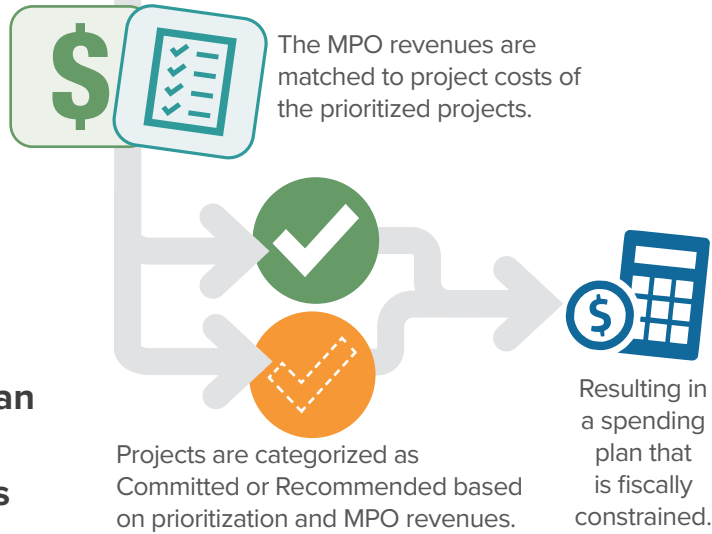 $
The MPO revenues are
matched to project costs of
the prioritized projects.
$
an
s
Projects are categorized as
Committed or Recommended based
on prioritization and MPO revenues.
Resulting in
a spending
plan that
is fiscally
constrained.